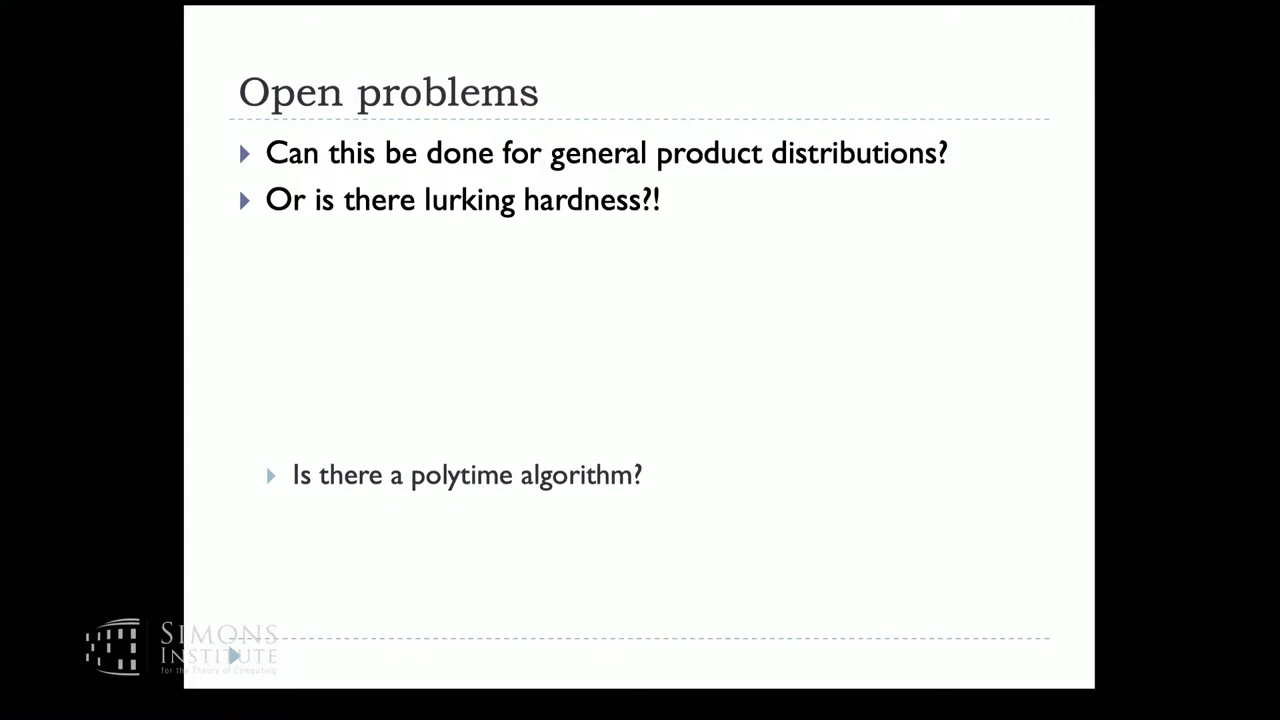 Open problems
Can this be done for general product distributions?
Or is there lurking hardness?!
Is there a polytime algorithm?
SIMONS
INSTITUTE
for the Theory of Computing